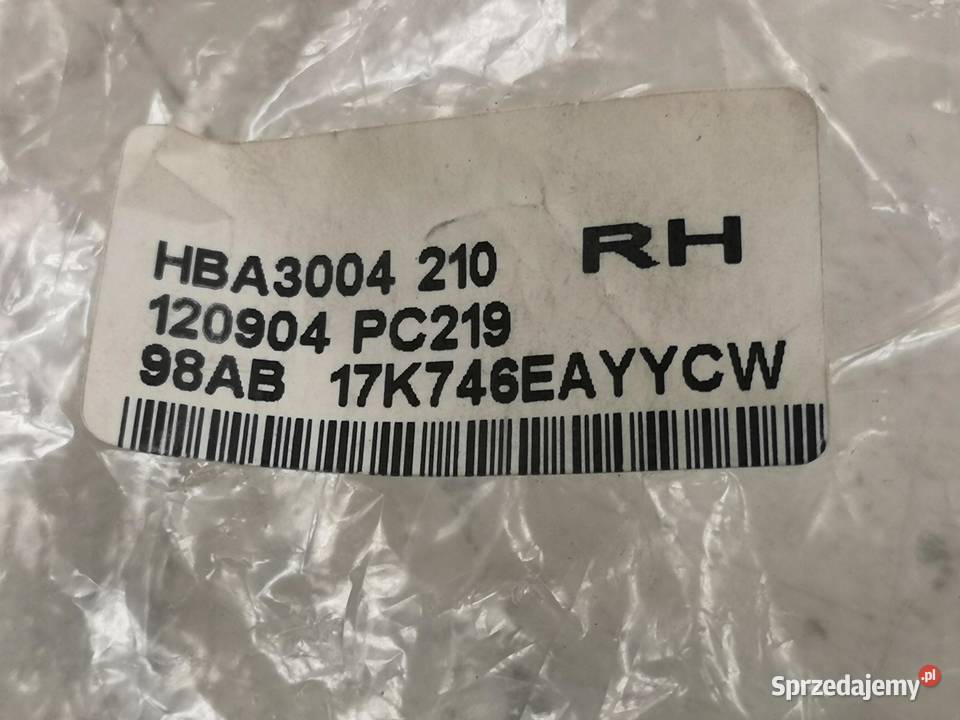 HBA3004 210 RH
120904 PC219
98AB 17K746EAYYCW
Sprzedajemy.pl